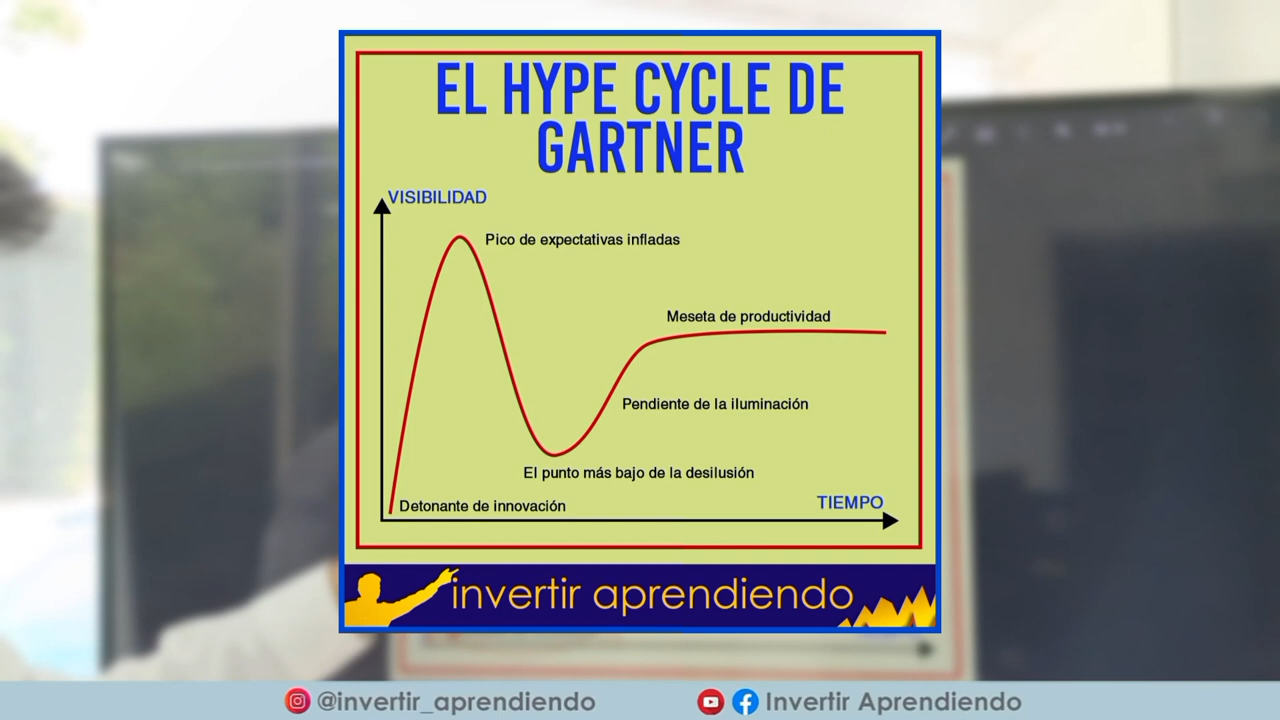 EL HYPE CYCLE DE
GARTNER
VISIBILIDAD
Pico de expectativas infladas
Meseta de productividad
Pendiente de la iluminación
El punto más bajo de la desilusión
Detonante de innovación
TIEMPO
invertir aprendiendo
@invertir_aprendiendo
Invertir Aprendiendo